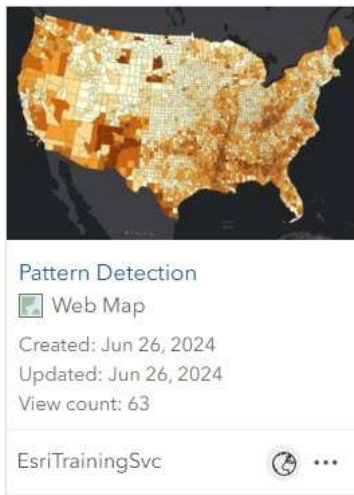 Pattern Detection
Web Map
Created: Jun 26, 2024
Updated: Jun 26, 2024
View count: 63
EsriTrainingSvc